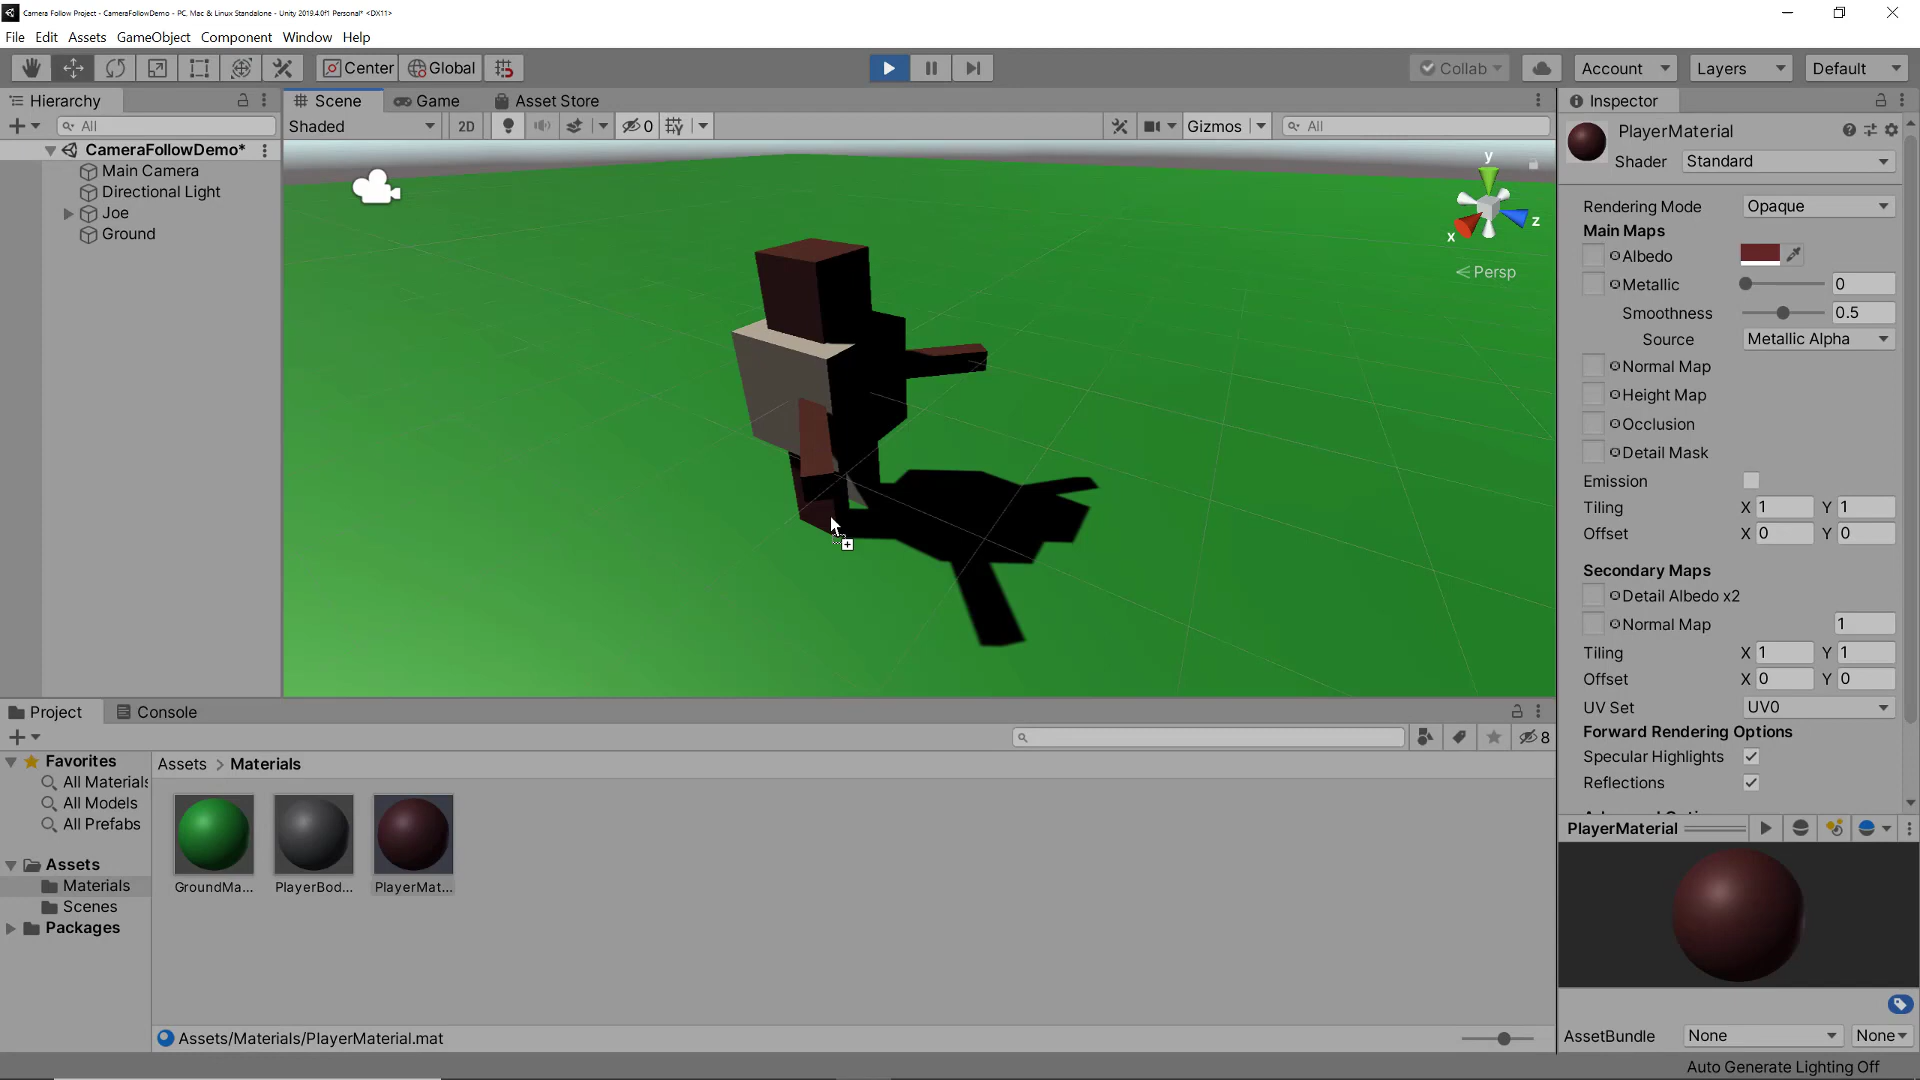 Camera Follow Project - CameraFollowDemo - PC, Mac & Linux Standalone - Unity 2019.4.0f1 Personal* <DX11>
File Edit Assets GameObject Component Window Help
Center Global Collab Account Layers Default
Hierarchy
All
CameraFollowDemo*
Main Camera
Directional Light
Joe
Ground
Scene Game Asset Store
Shaded 2D 0 Gizmos All
y
x
z
Persp
Inspector
PlayerMaterial
Shader Standard
Rendering Mode Opaque
Main Maps
Albedo
Metallic 0
Smoothness 0.5
Source Metallic Alpha
Normal Map
Height Map
Occlusion
Detail Mask
Emission
Tiling X 1 Y 1
Offset X 0 Y 0
Secondary Maps
Detail Albedo x2
Normal Map 1
Tiling X 1 Y 1
Offset X 0 Y 0
UV Set UV0
Forward Rendering Options
Specular Highlights
Reflections
PlayerMaterial
AssetBundle None None
Project Console
8
Favorites
All Materials
All Models
All Prefabs
Assets
Materials
Scenes
Packages
Assets > Materials
GroundMa... PlayerBod... PlayerMat...
Assets/Materials/PlayerMaterial.mat
Auto Generate Lighting Off